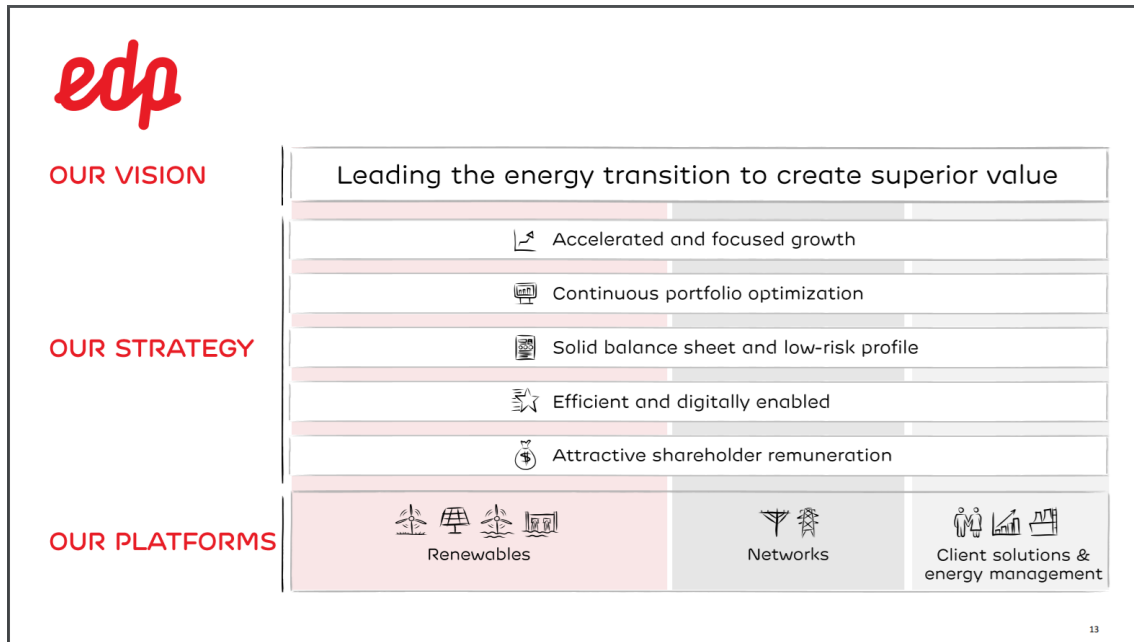 edp
OUR VISION
Leading the energy transition to create superior value
OUR STRATEGY
Accelerated and focused growth
Continuous portfolio optimization
Solid balance sheet and low-risk profile
Efficient and digitally enabled
Attractive shareholder remuneration
OUR PLATFORMS
Renewables
Networks
Client solutions &
energy management
13